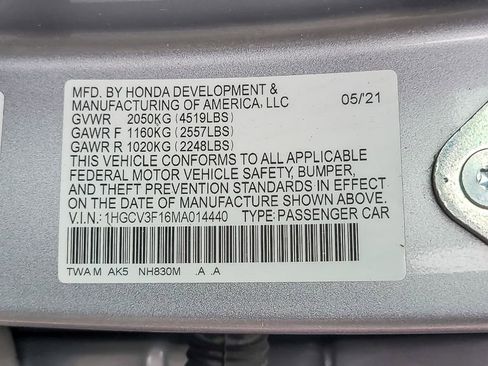 MFD. BY HONDA DEVELOPMENT &
MANUFACTURING OF AMERICA, LLC 05/'21
GVWR 2050KG (4519LBS)
GAWR F 1160KG (2557LBS)
GAWR R 1020KG (2248LBS)
THIS VEHICLE CONFORMS TO ALL APPLICABLE
FEDERAL MOTOR VEHICLE SAFETY, BUMPER,
AND THEFT PREVENTION STANDARDS IN EFFECT
ON THE DATE OF MANUFACTURE SHOWN ABOVE.
V.I.N.: 1HGCV3F16MA014440 TYPE: PASSENGER CAR
TWA M AK5 NH830M .A .A